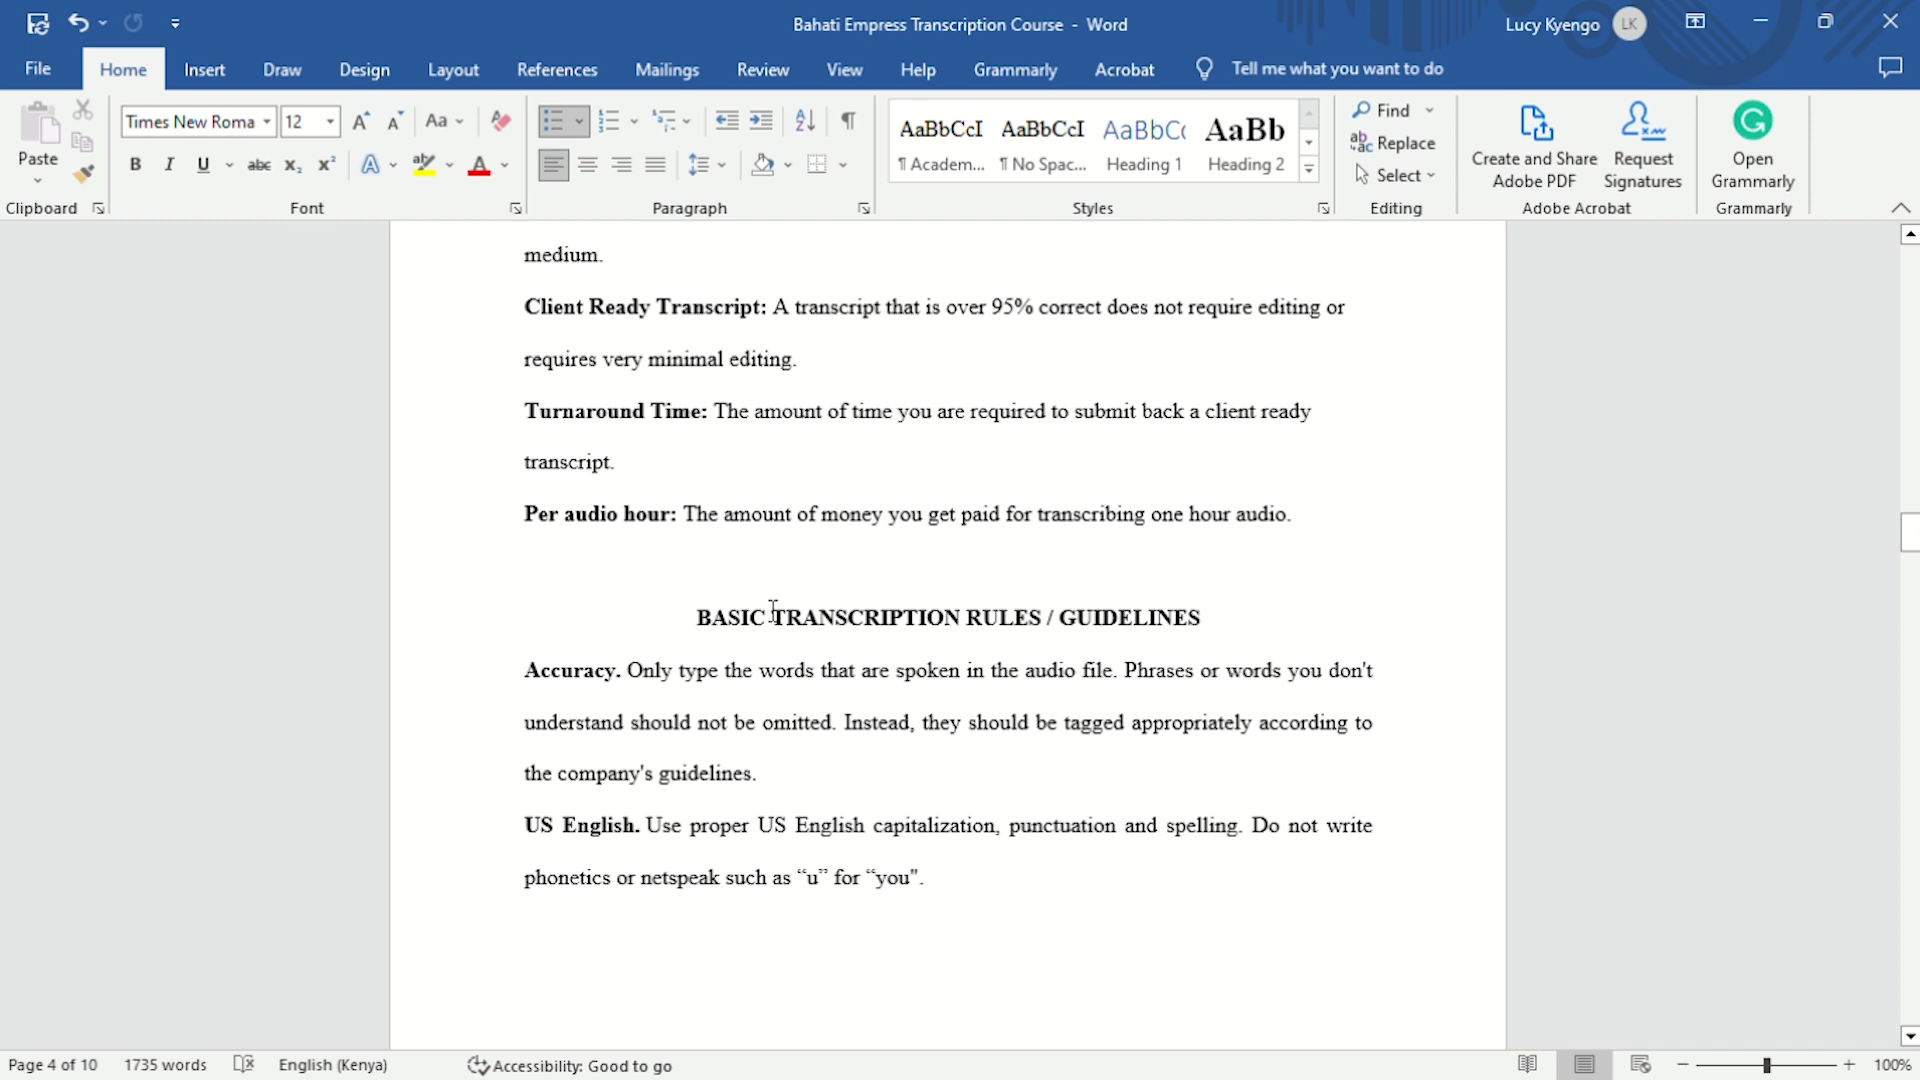 Bahati Empress Transcription Course - Word
Lucy Kyengo LK
File Home Insert Draw Design Layout References Mailings Review View Help Grammarly Acrobat Tell me what you want to do
Paste
Clipboard
Times New Roma 12
Aa
B I U abc x₂ x² A ab A
Font
Paragraph
AaBbCcI AaBbCcI AaBbC AaBb
¶ Academ... ¶ No Spac... Heading 1 Heading 2
Styles
Find
Replace
Select
Editing
Create and Share
Adobe PDF
Request
Signatures
Adobe Acrobat
Open
Grammarly
Grammarly
medium.
Client Ready Transcript: A transcript that is over 95% correct does not require editing or
requires very minimal editing.
Turnaround Time: The amount of time you are required to submit back a client ready
transcript.
Per audio hour: The amount of money you get paid for transcribing one hour audio.
BASIC TRANSCRIPTION RULES / GUIDELINES
Accuracy. Only type the words that are spoken in the audio file. Phrases or words you don't
understand should not be omitted. Instead, they should be tagged appropriately according to
the company's guidelines.
US English. Use proper US English capitalization, punctuation and spelling. Do not write
phonetics or netspeak such as “u” for “you".
Page 4 of 10 1735 words English (Kenya) Accessibility: Good to go 100%